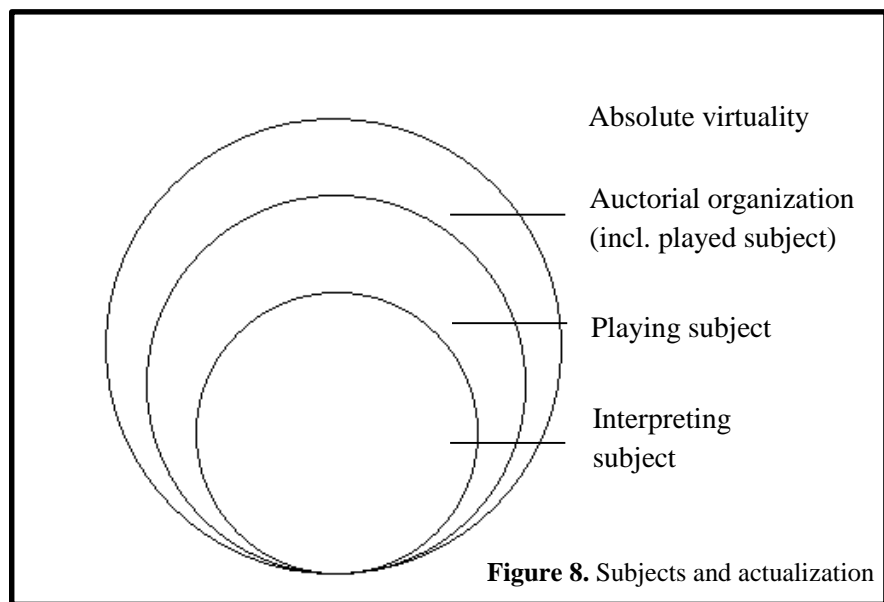 Absolute virtuality
Auctorial organization
(incl. played subject)
Playing subject
Interpreting
subject
Figure 8. Subjects and actualization